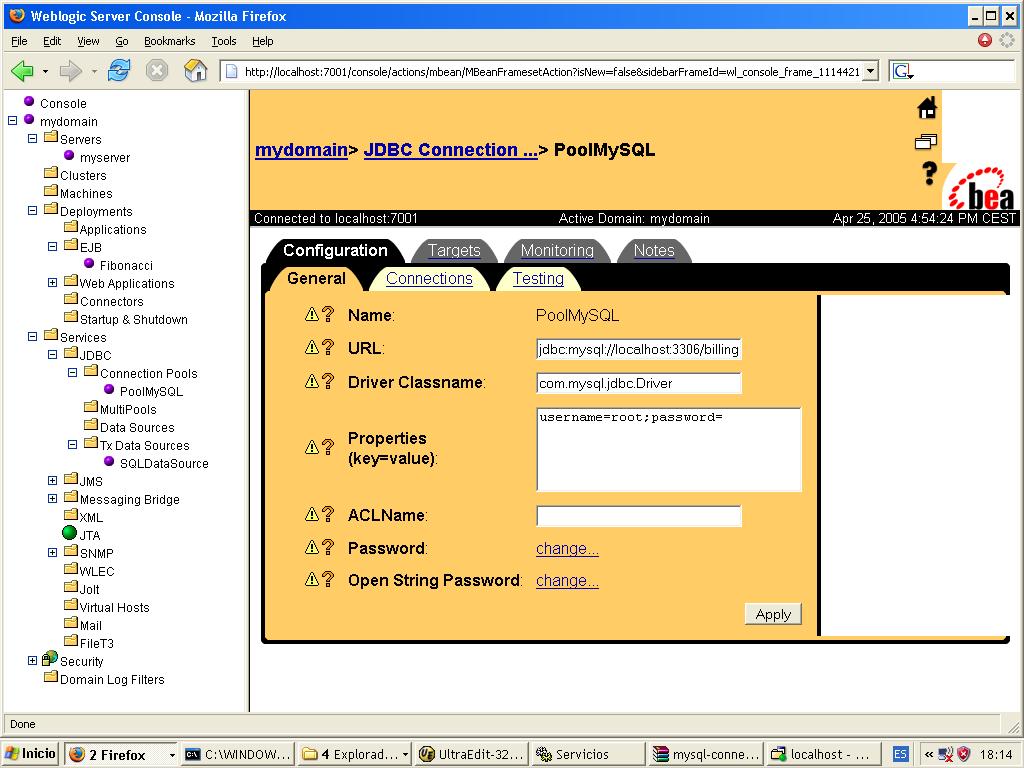 Weblogic Server Console - Mozilla Firefox
File Edit View Go Bookmarks Tools Help
http://localhost:7001/console/actions/mbean/MBeanFramesetAction?isNew=false&sidebarFrameId=wl_console_frame_1114421
G
Console
mydomain
Servers
myserver
Clusters
Machines
Deployments
Applications
EJB
Fibonacci
Web Applications
Connectors
Startup & Shutdown
Services
JDBC
Connection Pools
PoolMySQL
MultiPools
Data Sources
Tx Data Sources
SQLDataSource
JMS
Messaging Bridge
XML
JTA
SNMP
WLEC
Jolt
Virtual Hosts
Mail
FileT3
Security
Domain Log Filters
mydomain> JDBC Connection ...> PoolMySQL
?
bea
Connected to localhost:7001 Active Domain: mydomain Apr 25, 2005 4:54:24 PM CEST
Configuration Targets Monitoring Notes
General Connections Testing
? Name: PoolMySQL
? URL: jdbc:mysql://localhost:3306/billing
? Driver Classname: com.mysql.jdbc.Driver
? Properties
(key=value):
username=root;password=
? ACLName:
? Password: change...
? Open String Password: change...
Apply
Done
Inicio 2 Firefox C:\WINDOW... 4 Explorad... UltraEdit-32... Servicios mysql-conne... localhost - ... ES « 18:14